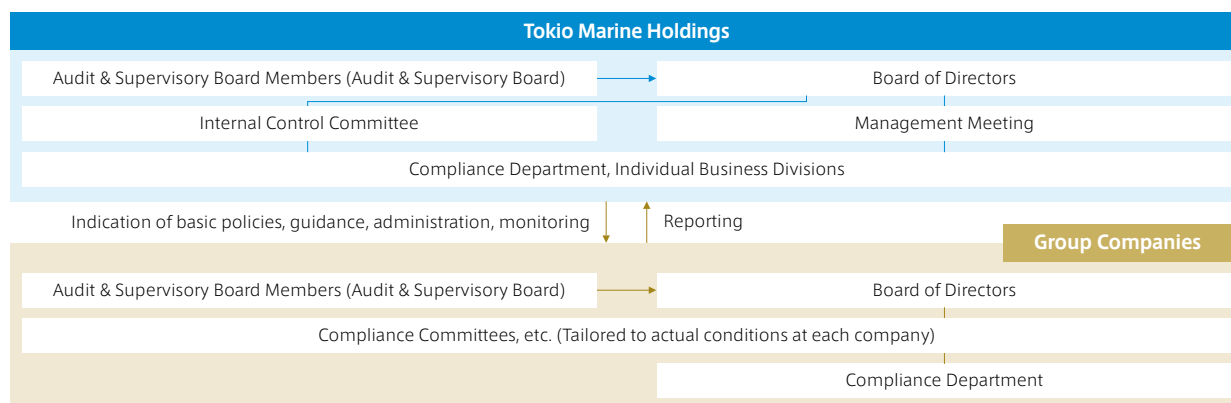 Tokio Marine Holdings
Audit & Supervisory Board Members (Audit & Supervisory Board)
Board of Directors
Internal Control Committee
Management Meeting
Compliance Department, Individual Business Divisions
Indication of basic policies, guidance, administration, monitoring
Reporting
Group Companies
Audit & Supervisory Board Members (Audit & Supervisory Board)
Board of Directors
Compliance Committees, etc. (Tailored to actual conditions at each company)
Compliance Department